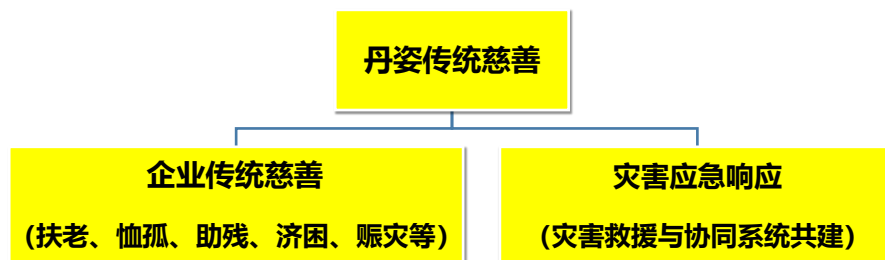 丹姿传统慈善
企业传统慈善
(扶老、恤孤、助残、济困、赈灾等)
灾害应急响应
(灾害救援与协同系统共建)